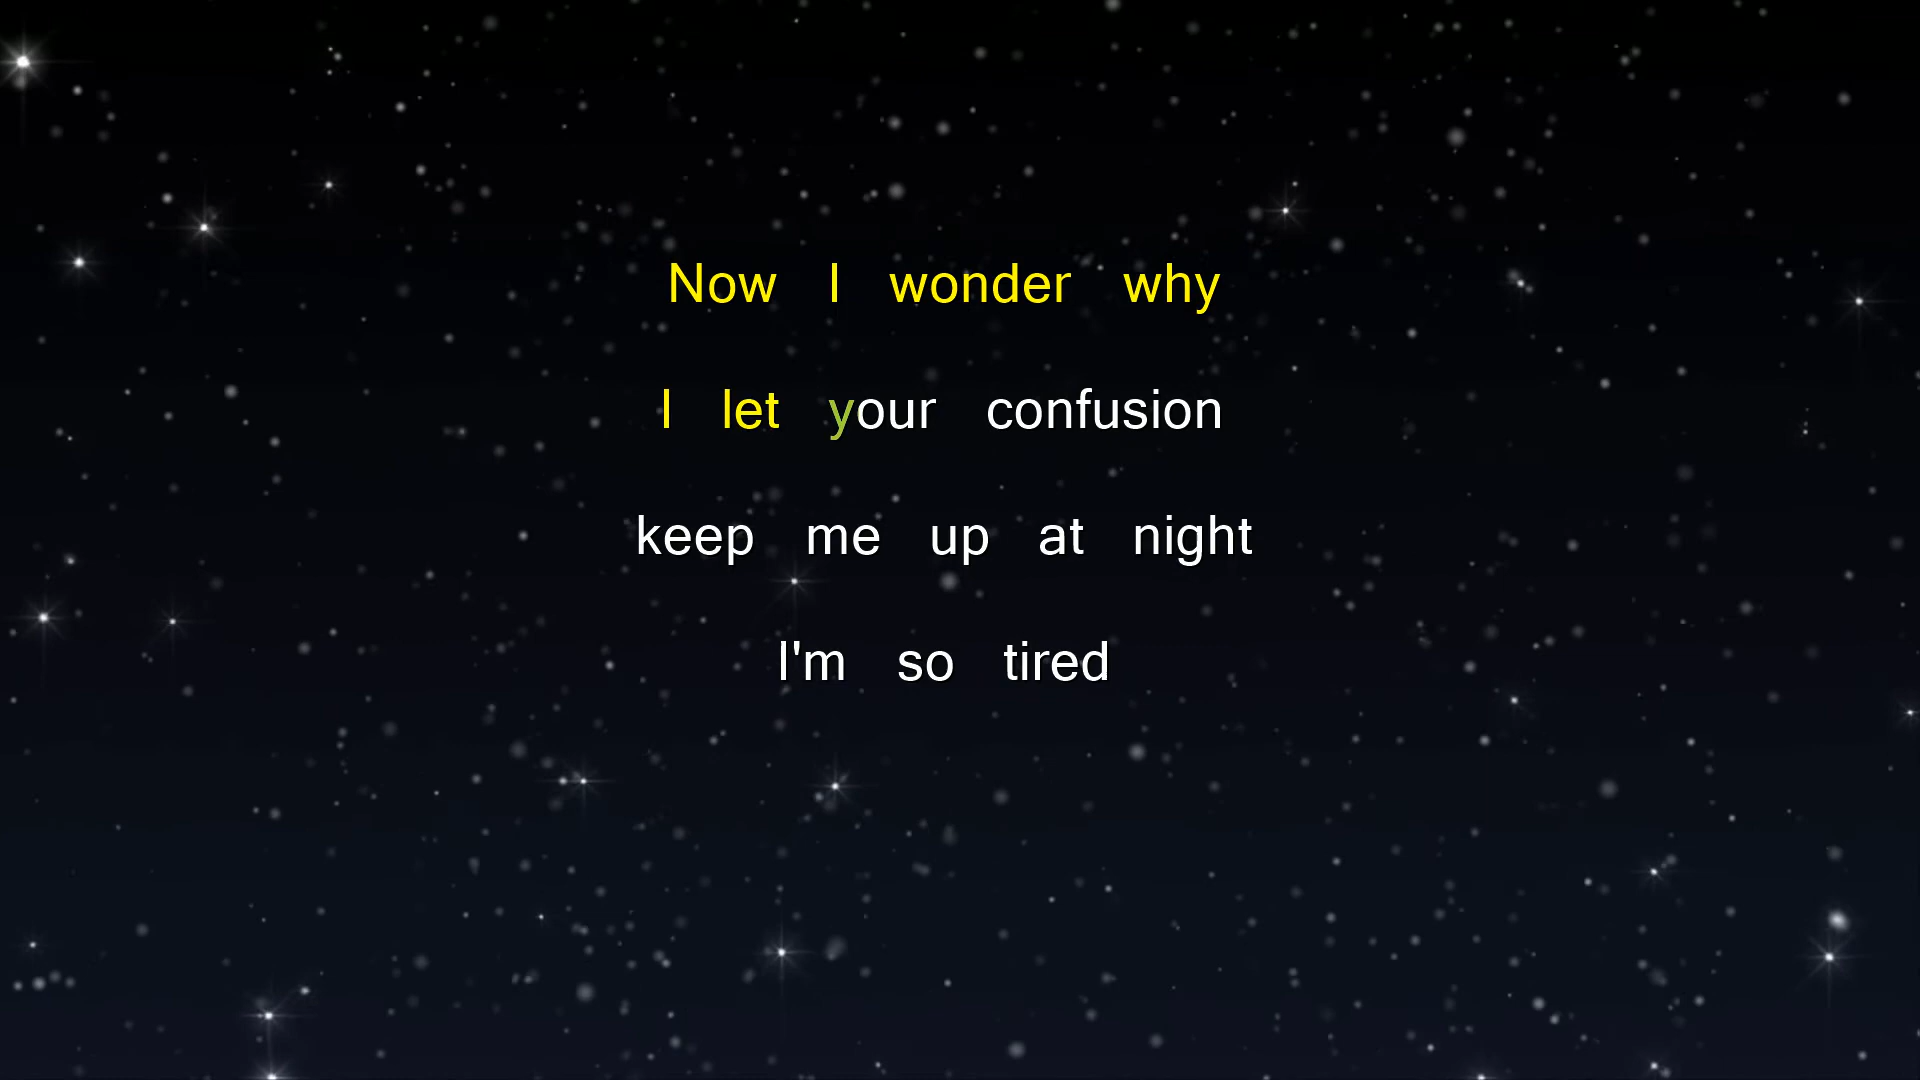 Now I wonder why
I let your confusion
keep me up at night
I'm so tired